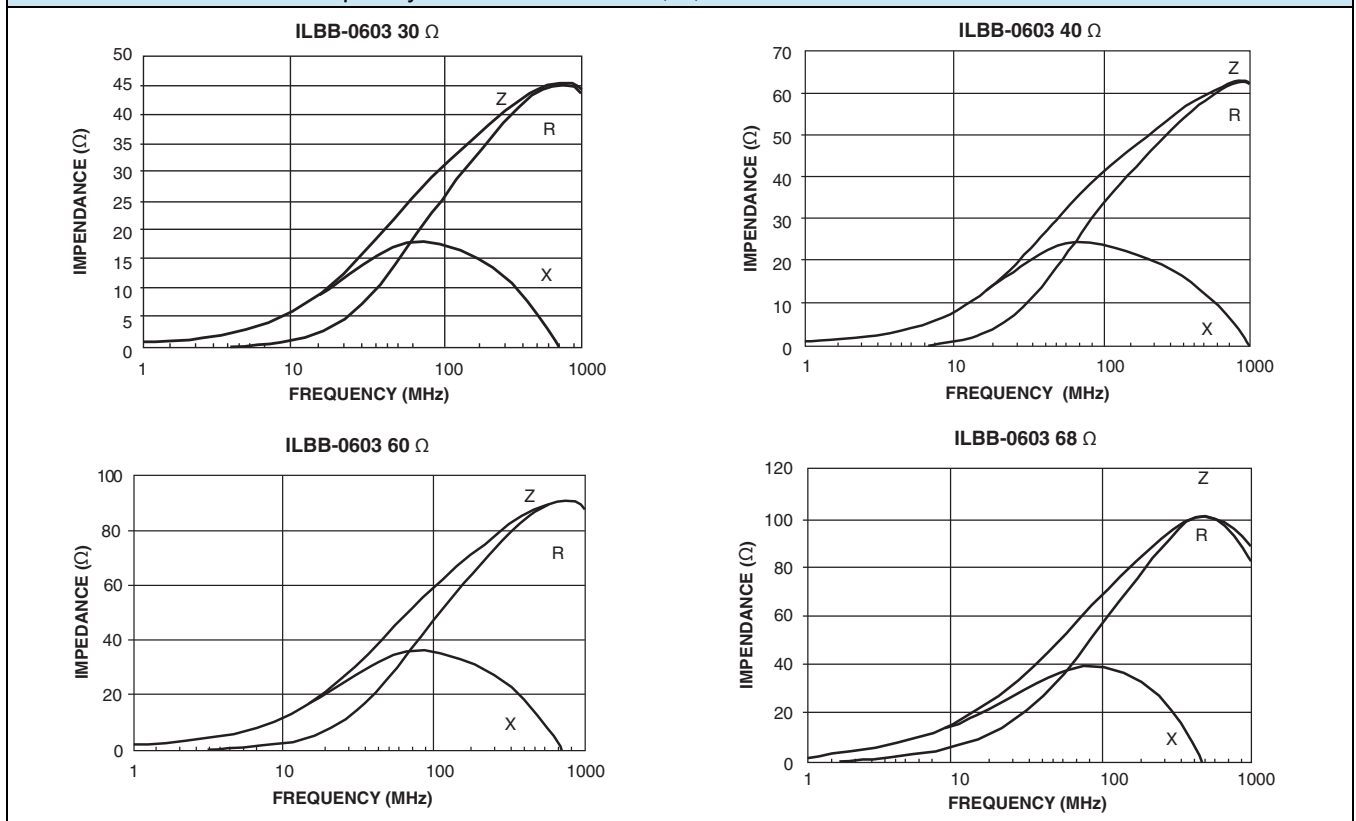 ILBB-0603 30 Ω
IMPENDANCE (Ω)
50
45
40
35
30
25
20
15
10
5
0
Z
R
X
1 10 100 1000
FREQUENCY (MHz)
ILBB-0603 40 Ω
IMPENDANCE (Ω)
70
60
50
40
30
20
10
0
Z
R
X
1 10 100 1000
FREQUENCY (MHz)
ILBB-0603 60 Ω
IMPEDANCE (Ω)
100
80
60
40
20
0
Z
R
X
1 10 100 1000
FREQUENCY (MHz)
ILBB-0603 68 Ω
IMPENDANCE (Ω)
120
100
80
60
40
20
0
Z
R
X
1 10 100 1000
FREQUENCY (MHz)